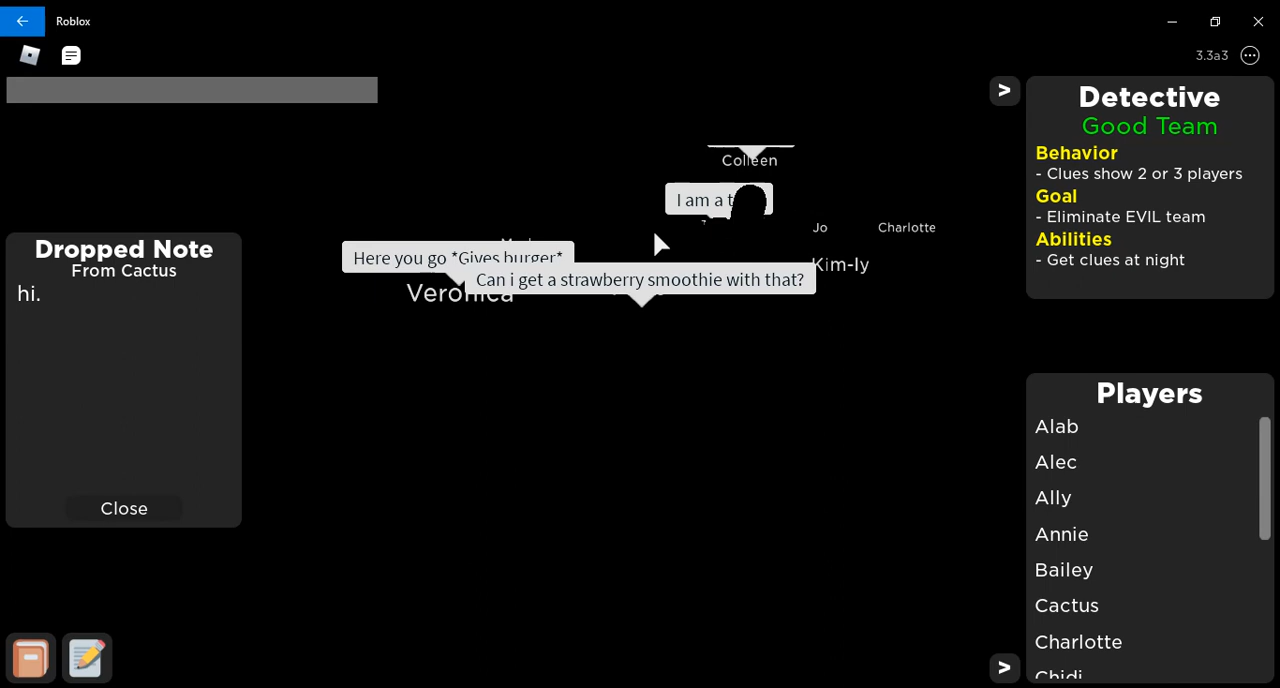 Roblox
3.3a3
Detective
Good Team
Behavior
- Clues show 2 or 3 players
Goal
- Eliminate EVIL team
Abilities
- Get clues at night
Colleen
I am a
Jo
Charlotte
Kim-ly
Here you go *Gives burger*
Can i get a strawberry smoothie with that?
Veronica
Dropped Note
From Cactus
hi.
Close
Players
Alab
Alec
Ally
Annie
Bailey
Cactus
Charlotte
Chidi